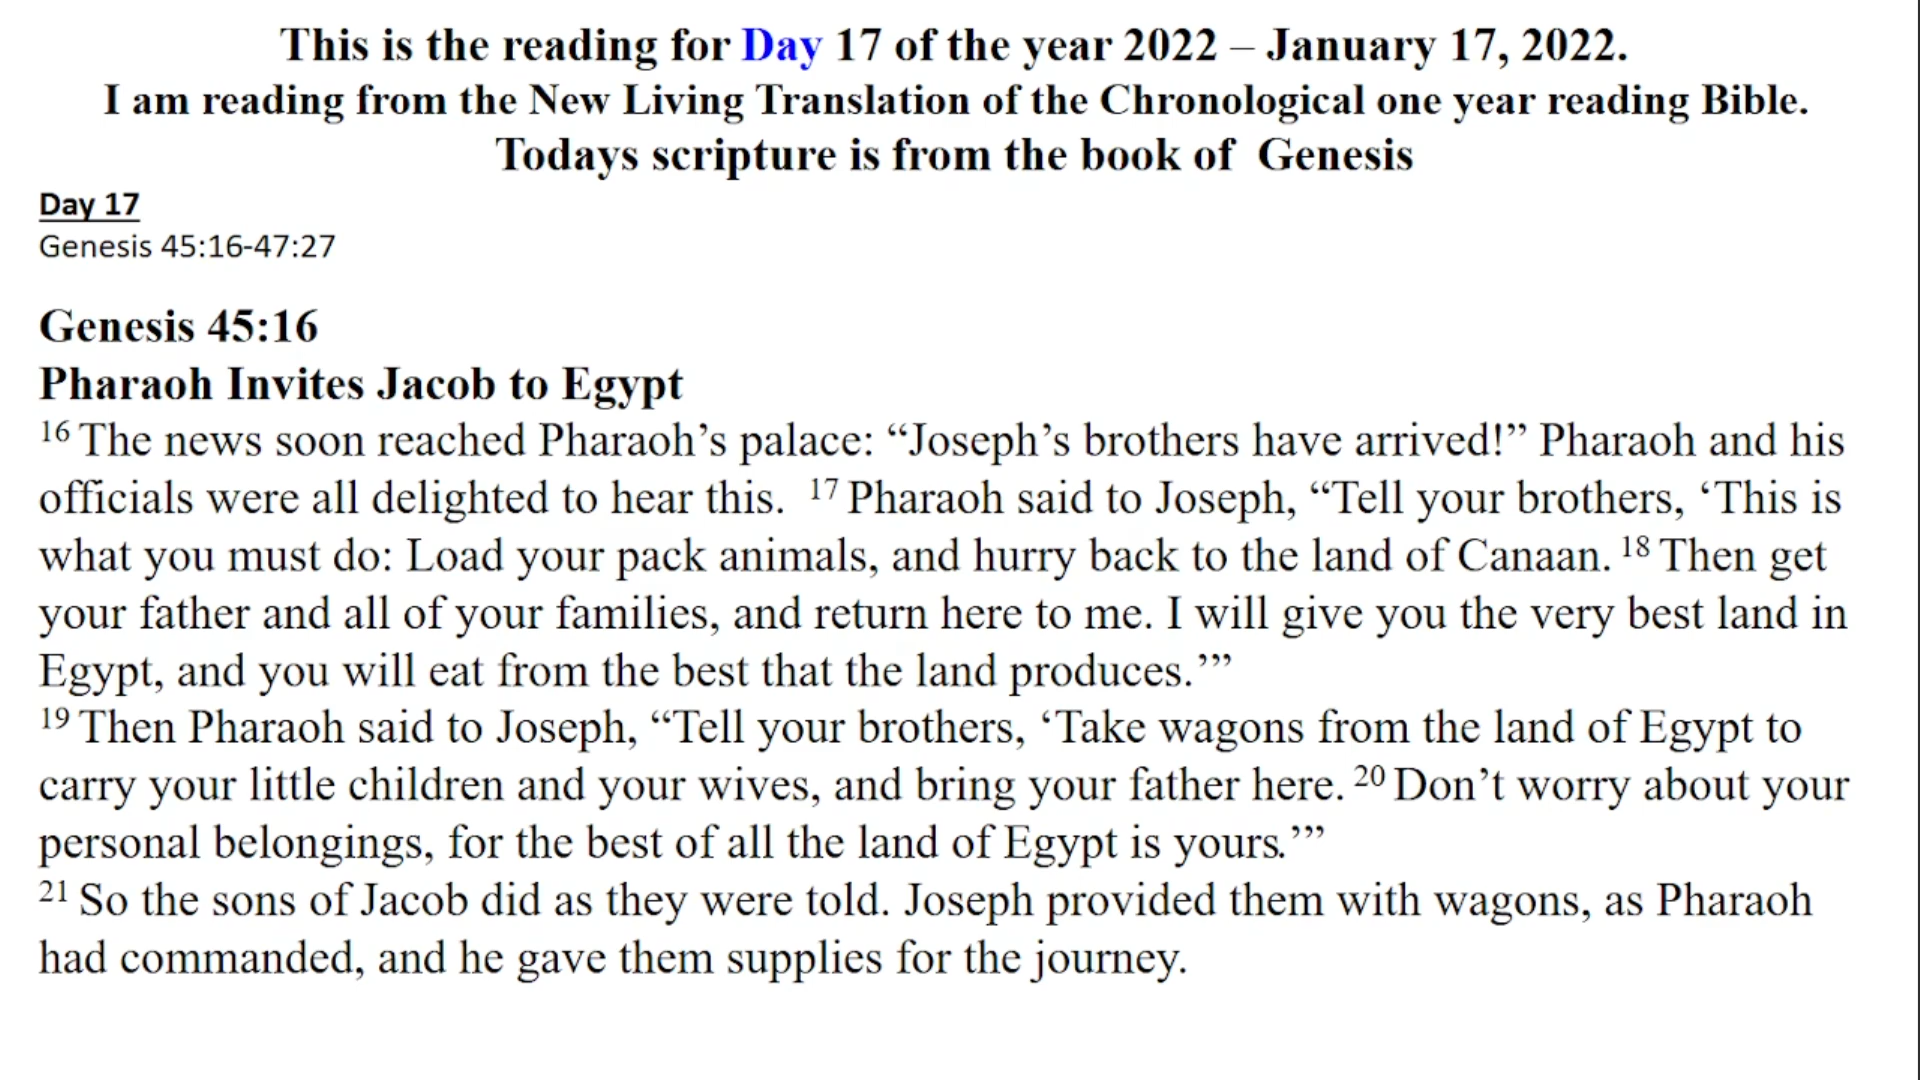 This is the reading for Day 17 of the year 2022 – January 17, 2022.
I am reading from the New Living Translation of the Chronological one year reading Bible.
Todays scripture is from the book of  Genesis
Day 17
Genesis 45:16-47:27
Genesis 45:16
Pharaoh Invites Jacob to Egypt
16 The news soon reached Pharaoh’s palace: “Joseph’s brothers have arrived!” Pharaoh and his
officials were all delighted to hear this.  17 Pharaoh said to Joseph, “Tell your brothers, ‘This is
what you must do: Load your pack animals, and hurry back to the land of Canaan. 18 Then get
your father and all of your families, and return here to me. I will give you the very best land in
Egypt, and you will eat from the best that the land produces.’”
19 Then Pharaoh said to Joseph, “Tell your brothers, ‘Take wagons from the land of Egypt to
carry your little children and your wives, and bring your father here. 20 Don’t worry about your
personal belongings, for the best of all the land of Egypt is yours.’”
21 So the sons of Jacob did as they were told. Joseph provided them with wagons, as Pharaoh
had commanded, and he gave them supplies for the journey.